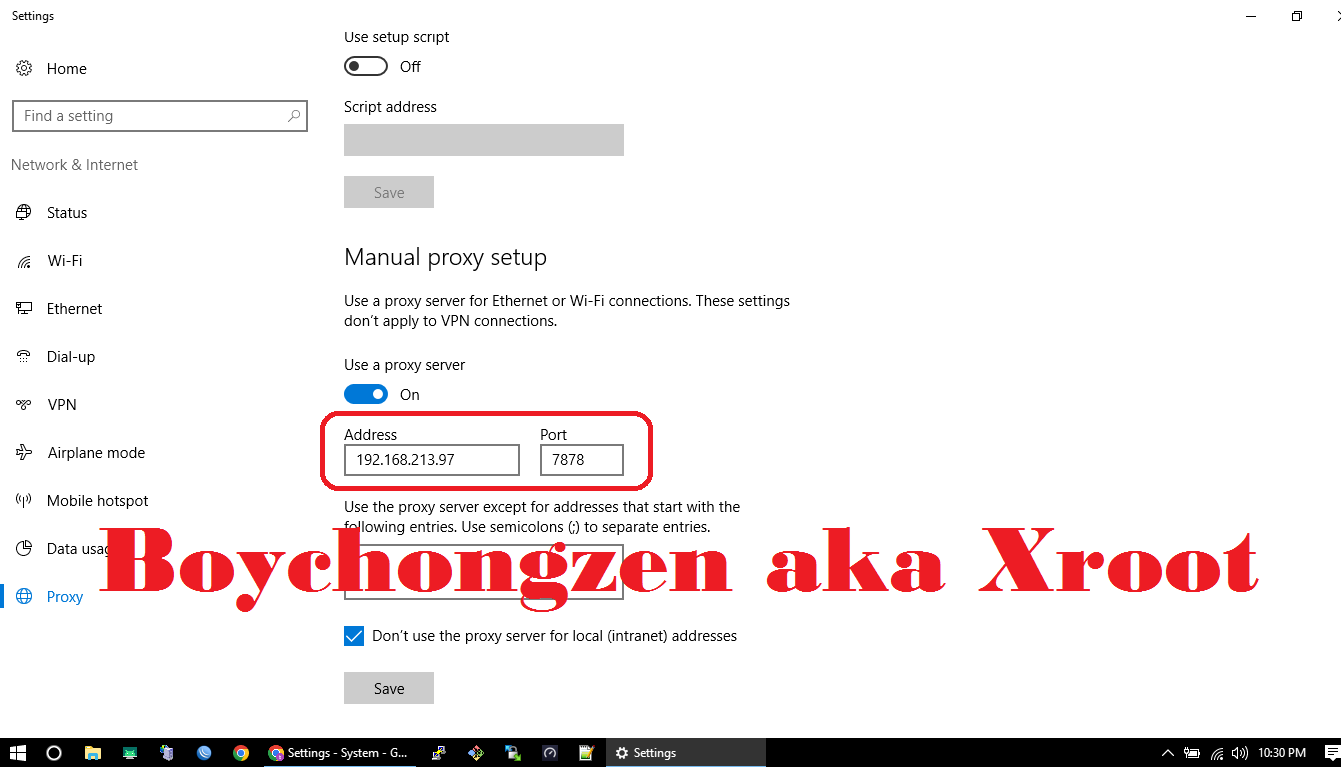 Settings
Home
Find a setting
Network & Internet
Status
Wi-Fi
Ethernet
Dial-up
VPN
Airplane mode
Mobile hotspot
Data usag
Proxy
Use setup script
Off
Script address
Save
Manual proxy setup
Use a proxy server for Ethernet or Wi-Fi connections. These settings
don't apply to VPN connections.
Use a proxy server
On
Address Port
192.168.213.97 7878
Use the proxy server except for addresses that start with the
following entries. Use semicolons (;) to separate entries.
Boychongzen aka Xroot
Don't use the proxy server for local (intranet) addresses
Save
Settings - System - G...
Settings
10:30 PM